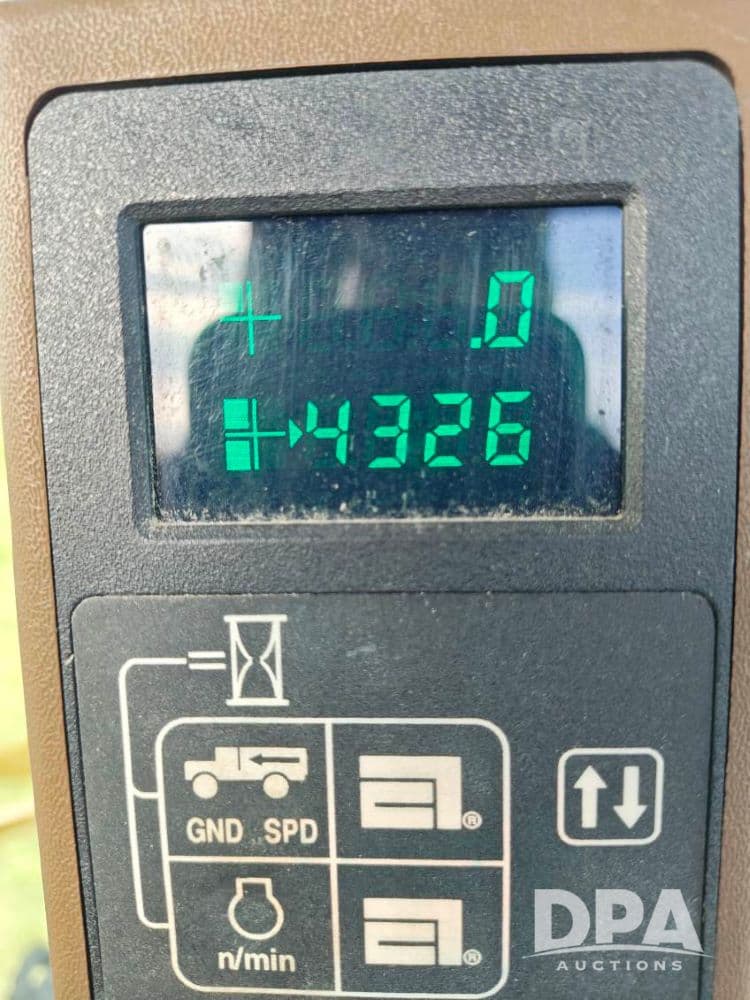 .0
4326
GND SPD
®
n/min
®
DPA
AUCTIONS